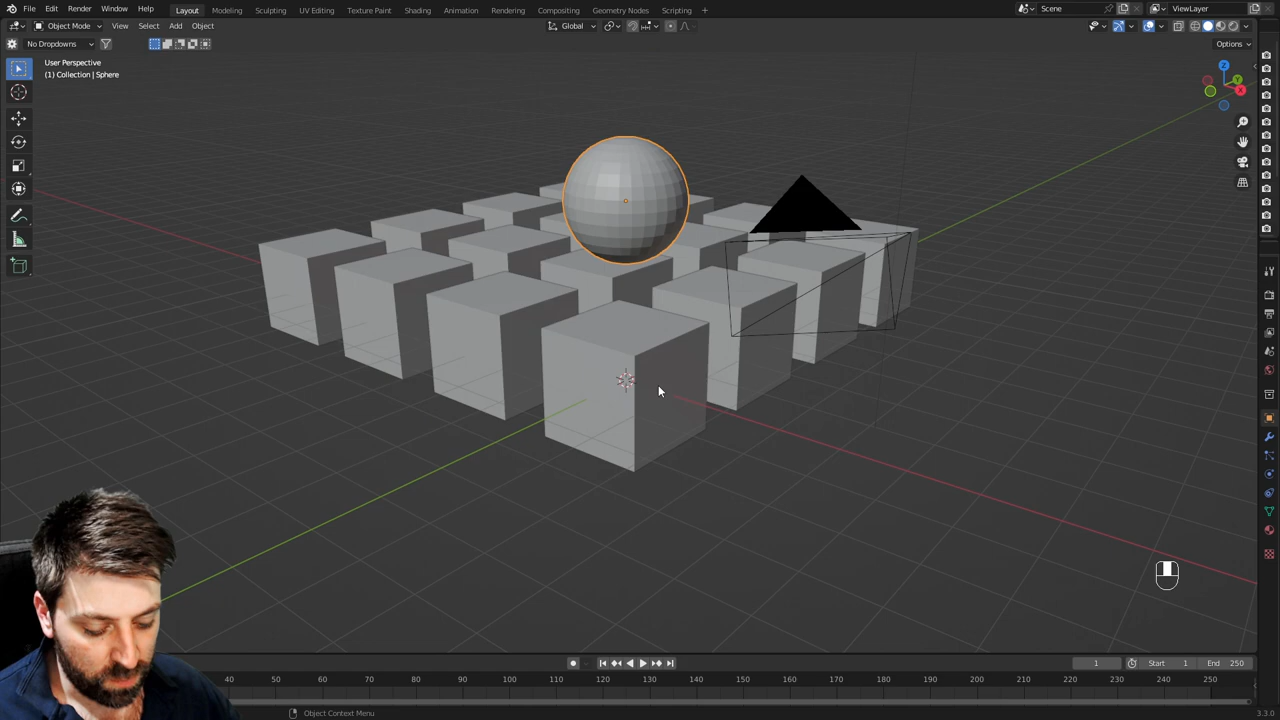 File Edit Render Window Help Layout Modeling Sculpting UV Editing Texture Paint Shading Animation Rendering Compositing Geometry Nodes Scripting + Scene ViewLayer
Object Mode View Select Add Object Global
No Dropdowns Options
User Perspective
(1) Collection | Sphere
Z
Y
X
1 Start 1 End 250
40 50 60 70 80 90 100 110 120 130 140 150 160 170 180 190 200 210 220 230 240 250
Object Context Menu 3.3.0